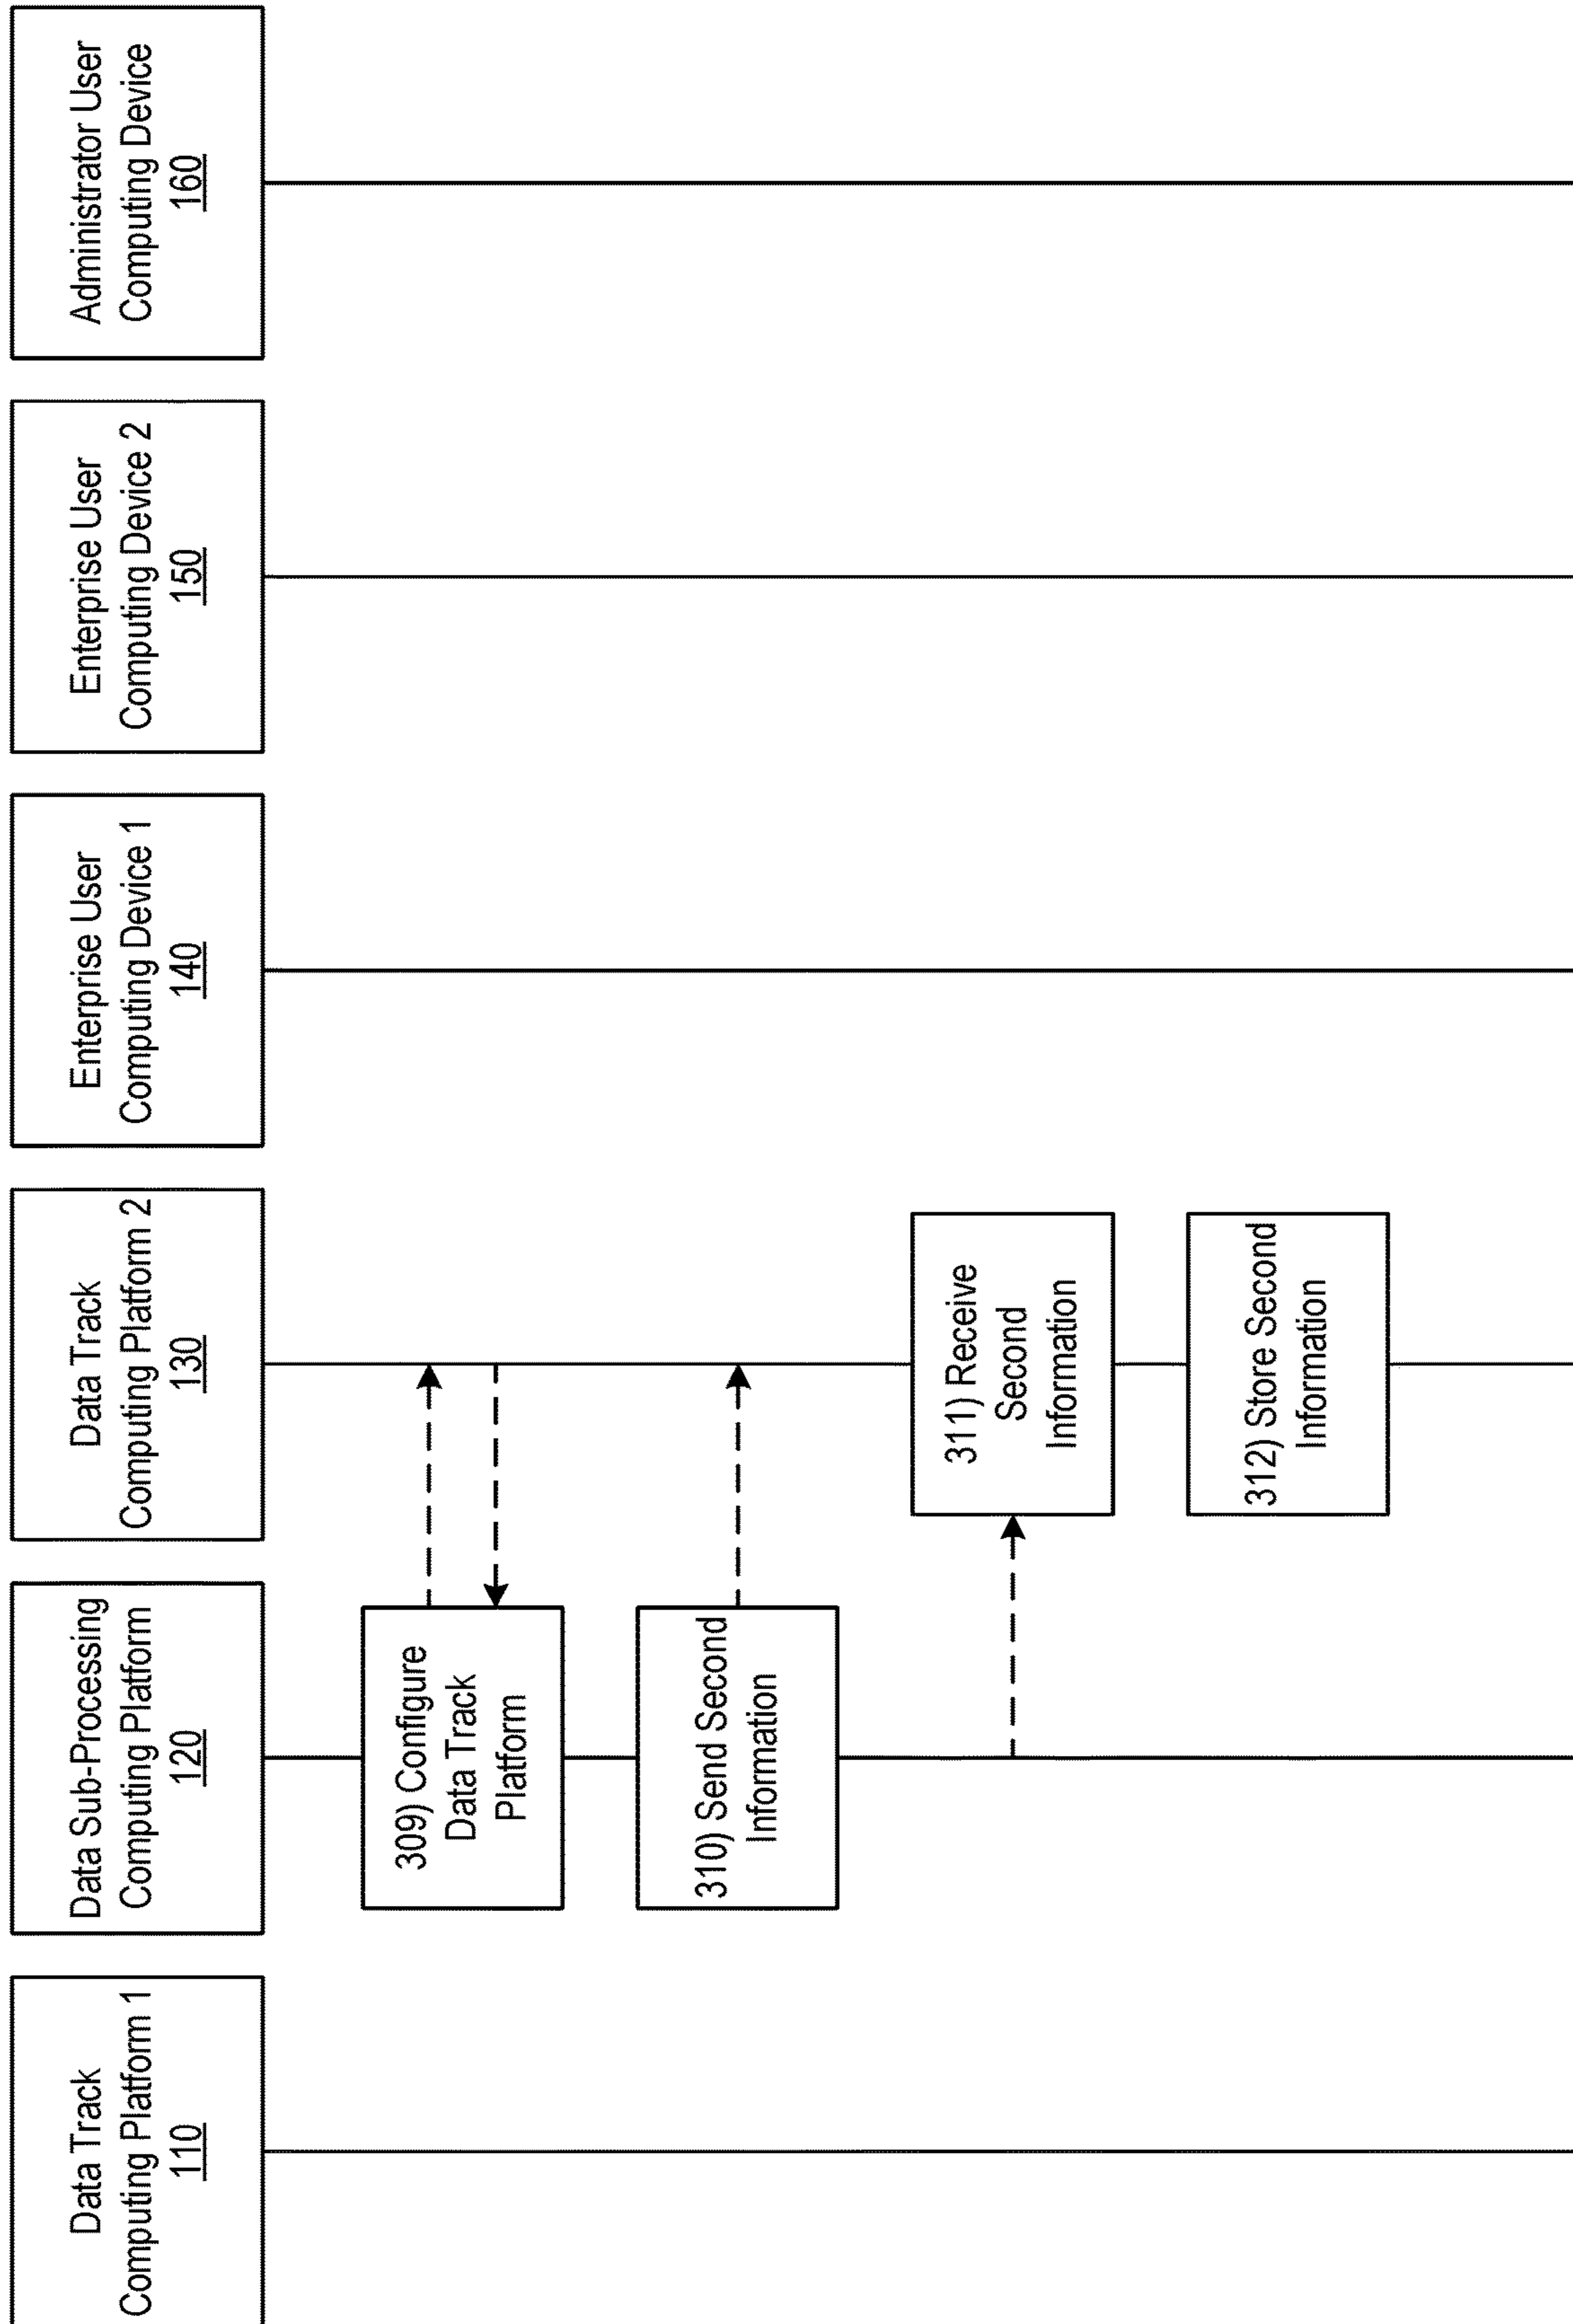 Data Track
Computing Platform 1
110
Data Sub-Processing
Computing Platform
120
Data Track
Computing Platform 2
130
Enterprise User
Computing Device 1
140
Enterprise User
Computing Device 2
150
Administrator User
Computing Device
160
309) Configure
Data Track
Platform
310) Send Second
Information
311) Receive
Second
Information
312) Store Second
Information